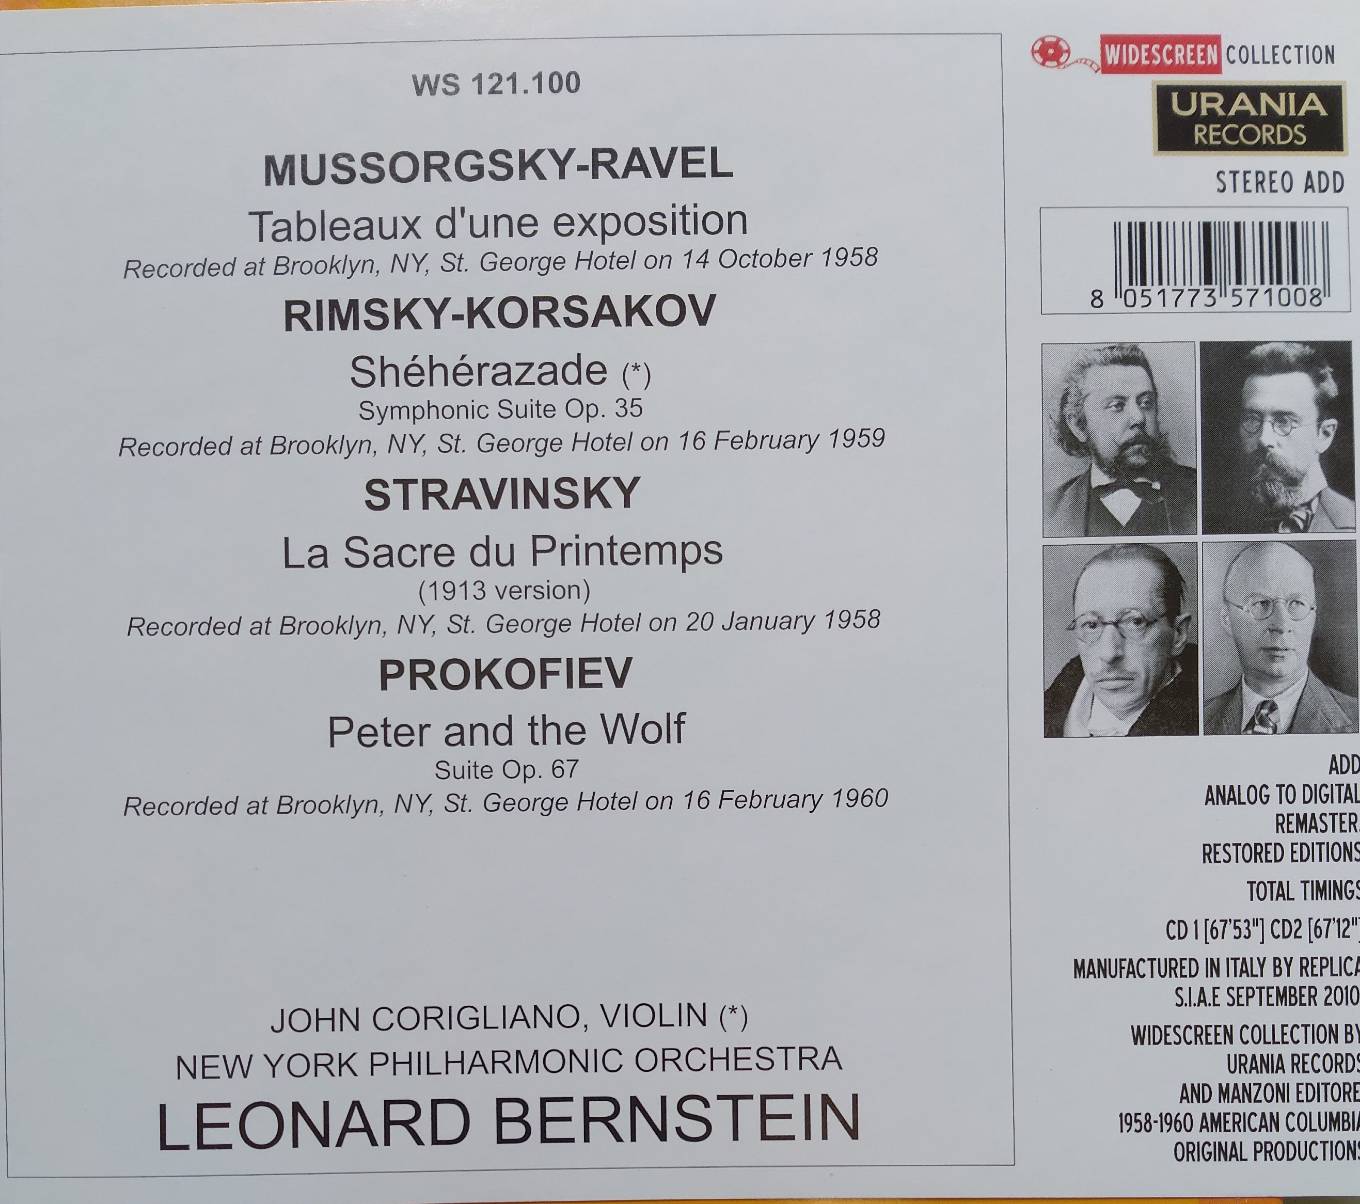 WS 121.100
MUSSORGSKY-RAVEL
Tableaux d'une exposition
Recorded at Brooklyn, NY, St. George Hotel on 14 October 1958
RIMSKY-KORSAKOV
Shéhérazade (*)
Symphonic Suite Op. 35
Recorded at Brooklyn, NY, St. George Hotel on 16 February 1959
STRAVINSKY
La Sacre du Printemps
(1913 version)
Recorded at Brooklyn, NY, St. George Hotel on 20 January 1958
PROKOFIEV
Peter and the Wolf
Suite Op. 67
Recorded at Brooklyn, NY, St. George Hotel on 16 February 1960
JOHN CORIGLIANO, VIOLIN (*)
NEW YORK PHILHARMONIC ORCHESTRA
LEONARD BERNSTEIN
WIDESCREEN COLLECTION
URANIA
RECORDS
STEREO ADD
8 051773 571008
ADD
ANALOG TO DIGITAL
REMASTER.
RESTORED EDITIONS
TOTAL TIMINGS
CD 1 [67'53"] CD2 [67'12"]
MANUFACTURED IN ITALY BY REPLICA
S.I.A.E SEPTEMBER 2010
WIDESCREEN COLLECTION BY
URANIA RECORDS
AND MANZONI EDITORE
1958-1960 AMERICAN COLUMBIA
ORIGINAL PRODUCTIONS